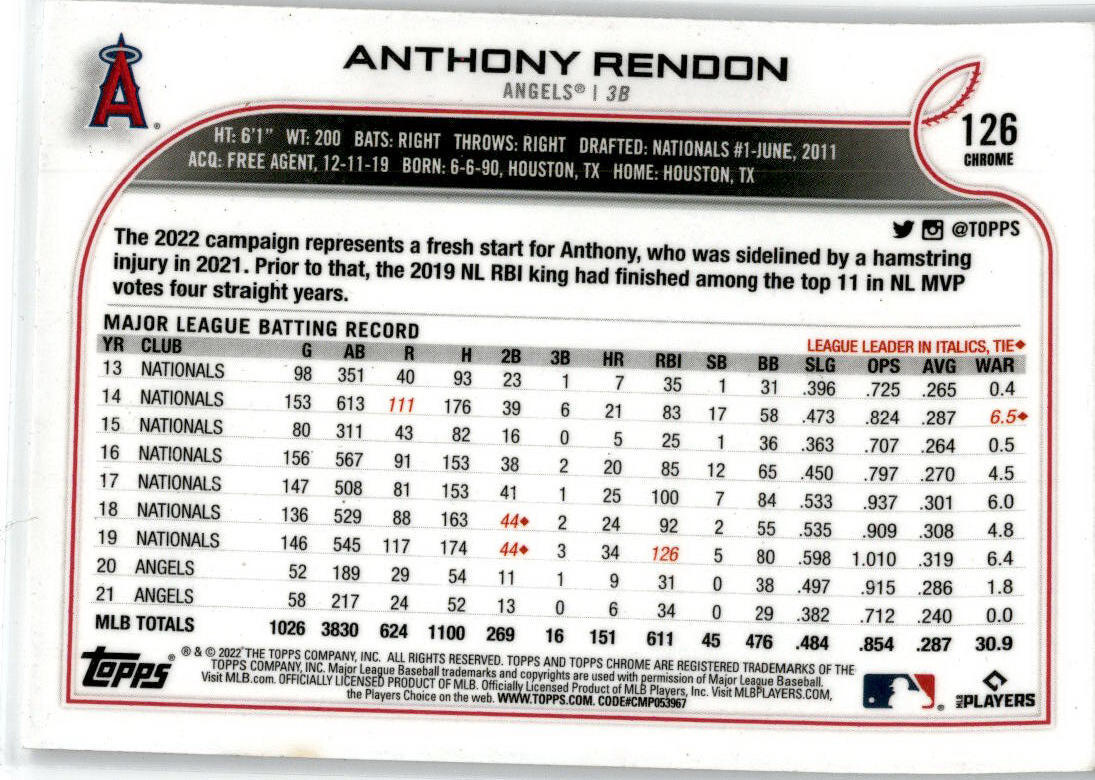 ANTHONY RENDON
ANGELS® | 3B
126
CHROME
HT: 6'1" WT: 200 BATS: RIGHT THROWS: RIGHT DRAFTED: NATIONALS #1-JUNE, 2011
ACQ: FREE AGENT, 12-11-19 BORN: 6-6-90, HOUSTON, TX HOME: HOUSTON, TX
@TOPPS
The 2022 campaign represents a fresh start for Anthony, who was sidelined by a hamstring
injury in 2021. Prior to that, the 2019 NL RBI king had finished among the top 11 in NL MVP
votes four straight years.
MAJOR LEAGUE BATTING RECORD
LEAGUE LEADER IN ITALICS, TIE◆
YR CLUB G AB R H 2B 3B HR RBI SB BB SLG OPS AVG WAR
13 NATIONALS 98 351 40 93 23 1 7 35 1 31 .396 .725 .265 0.4
14 NATIONALS 153 613 111 176 39 6 21 83 17 58 .473 .824 .287 6.5◆
15 NATIONALS 80 311 43 82 16 0 5 25 1 36 .363 .707 .264 0.5
16 NATIONALS 156 567 91 153 38 2 20 85 12 65 .450 .797 .270 4.5
17 NATIONALS 147 508 81 153 41 1 25 100 7 84 .533 .937 .301 6.0
18 NATIONALS 136 529 88 163 44◆ 2 24 92 2 55 .535 .909 .308 4.8
19 NATIONALS 146 545 117 174 44◆ 3 34 126 5 80 .598 1.010 .319 6.4
20 ANGELS 52 189 29 54 11 1 9 31 0 38 .497 .915 .286 1.8
21 ANGELS 58 217 24 52 13 0 6 34 0 29 .382 .712 .240 0.0
MLB TOTALS 1026 3830 624 1100 269 16 151 611 45 476 .484 .854 .287 30.9
topps®
® & © 2022 THE TOPPS COMPANY, INC. ALL RIGHTS RESERVED. TOPPS AND TOPPS CHROME ARE REGISTERED TRADEMARKS OF THE
TOPPS COMPANY, INC. Major League Baseball trademarks and copyrights are used with permission of Major League Baseball.
Visit MLB.com. OFFICIALLY LICENSED PRODUCT OF MLB. Officially Licensed Product of MLB Players, Inc. Visit MLBPLAYERS.COM,
the Players Choice on the web. WWW.TOPPS.COM. CODE#CMP053967
MLB PLAYERS